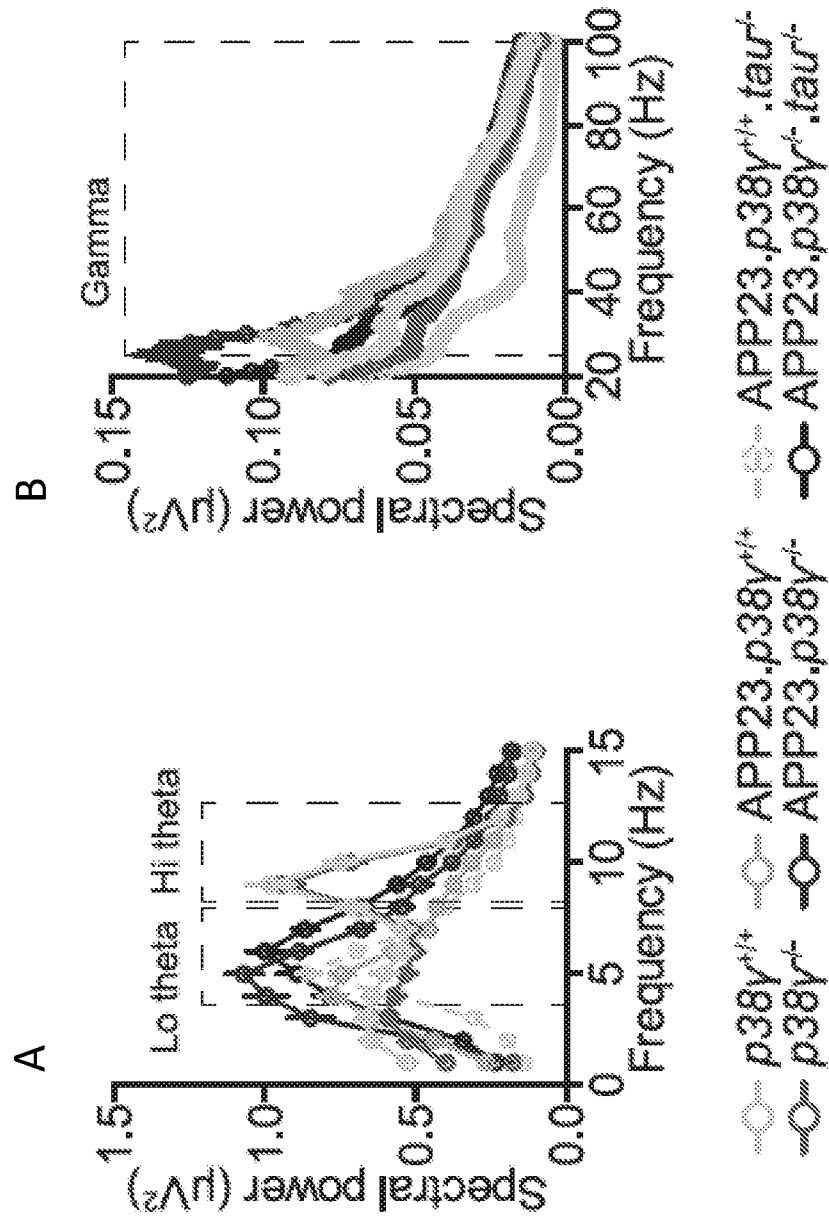 A
Lo theta Hi theta
Spectral power (µV²)
1.5
1.0
0.5
0.0
0 5 10 15
Frequency (Hz)
B
Gamma
Spectral power (µV²)
0.15
0.10
0.05
0.00
20 40 60 80 100
Frequency (Hz)
p38γ+/+ APP23.p38γ+/+ APP23.p38γ+/+.tau-/-
p38γ-/- APP23.p38γ-/- APP23.p38γ-/-.tau-/-